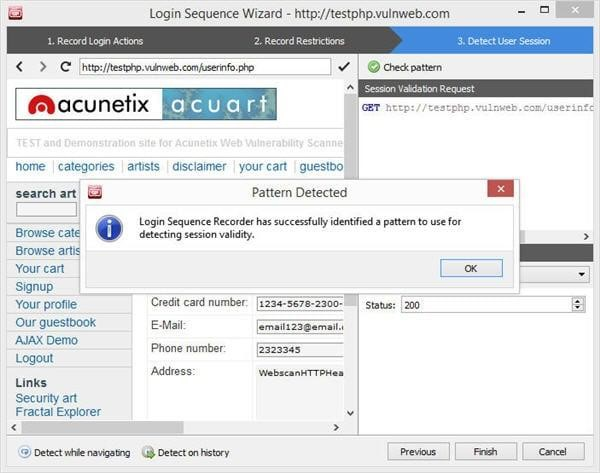 Login Sequence Wizard - http://testphp.vulnweb.com
1. Record Login Actions
2. Record Restrictions
3. Detect User Session
http://testphp.vulnweb.com/userinfo.php
Check pattern
Session Validation Request
GET http://testphp.vulnweb.com/userinfo
acunetix acuart
TEST and Demonstration site for Acunetix Web Vulnerability Scanne
home | categories | artists | disclaimer | your cart | guestbo
search art
Browse cate
Browse artis
Your cart
Signup
Your profile
Our guestbook
AJAX Demo
Logout
Links
Security art
Fractal Explorer
Pattern Detected
Login Sequence Recorder has successfully identified a pattern to use for
detecting session validity.
OK
Credit card number: 1234-5678-2300-
E-Mail: email123@email.
Phone number: 2323345
Address: WebscanHTTPHea
Status: 200
Detect while navigating
Detect on history
Previous
Finish
Cancel